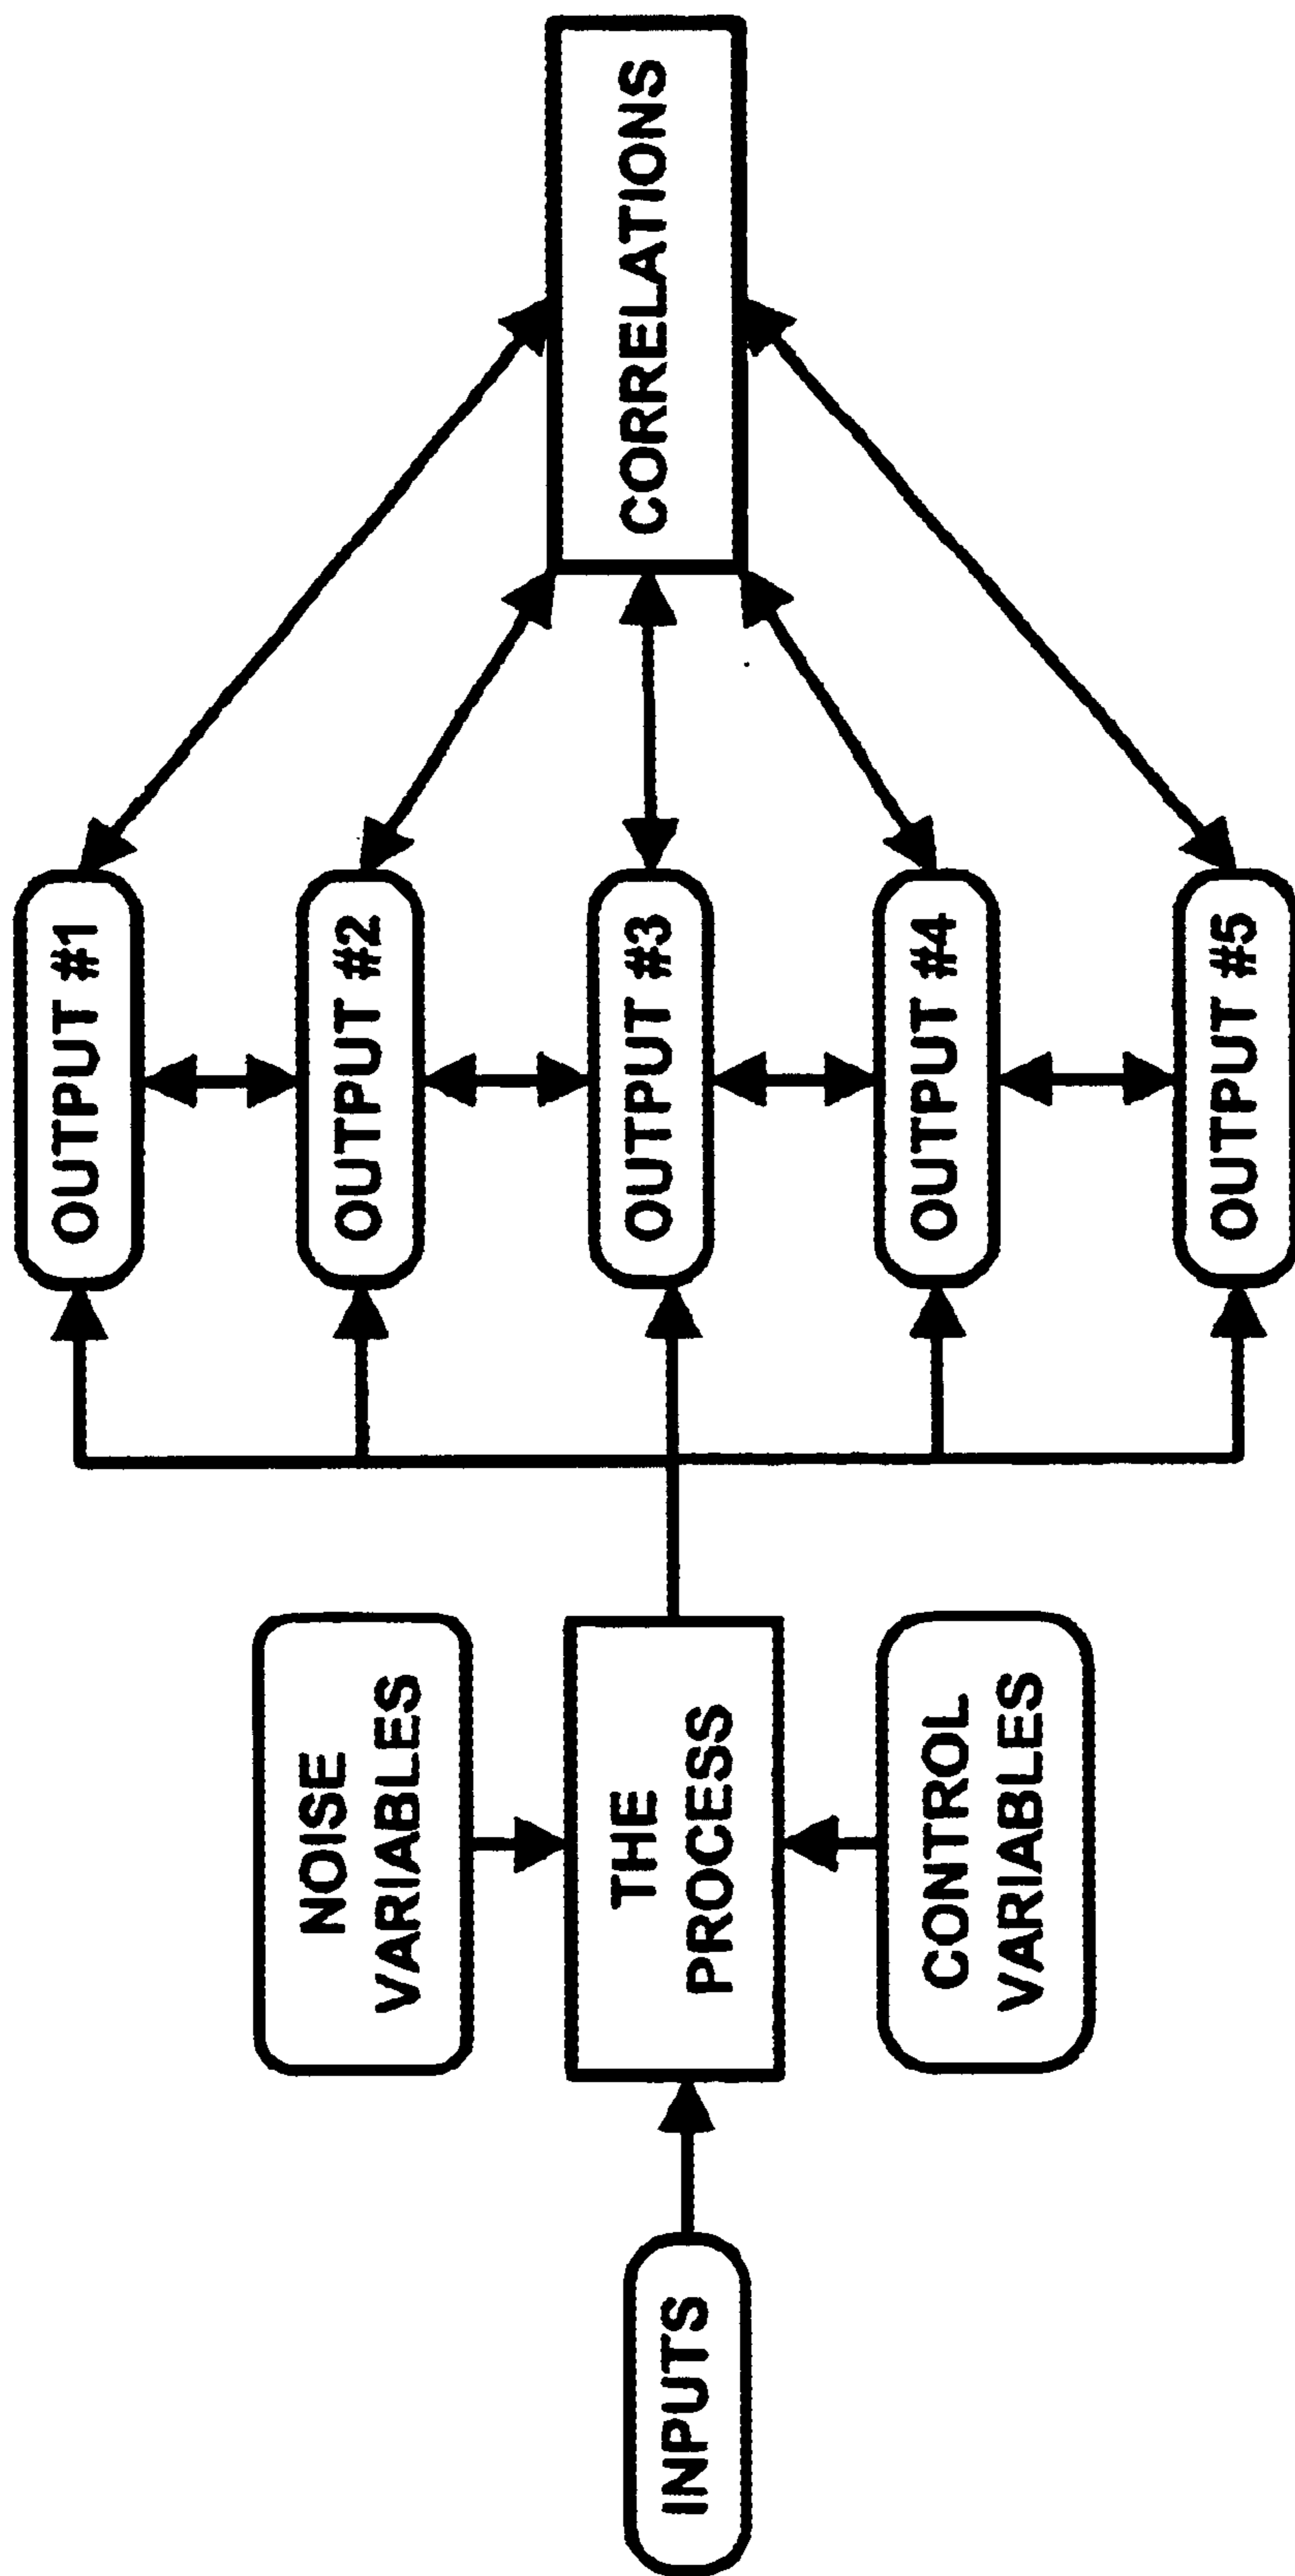 INPUTS
NOISE
VARIABLES
THE
PROCESS
CONTROL
VARIABLES
OUTPUT #1
OUTPUT #2
OUTPUT #3
OUTPUT #4
OUTPUT #5
CORRELATIONS